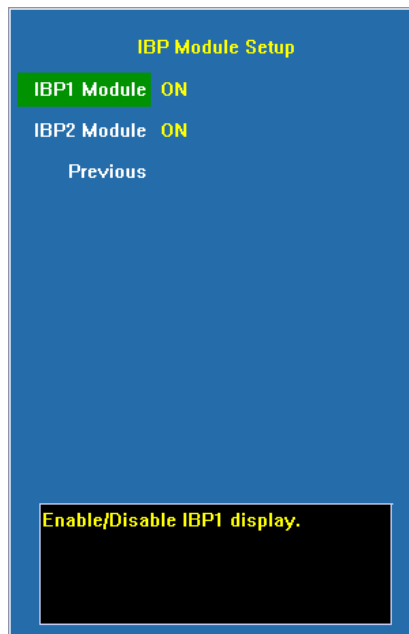 IBP Module Setup
IBP1 Module ON
IBP2 Module ON
Previous
Enable/Disable IBP1 display.